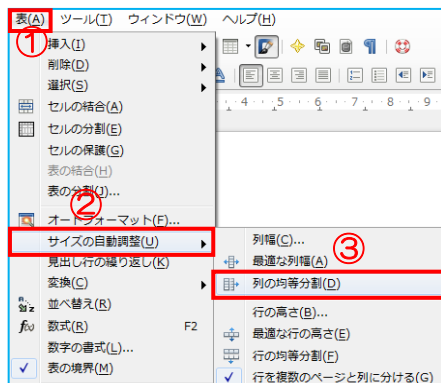 表(A) ツール(T) ウィンドウ(W) ヘルプ(H)
①
挿入(I)
削除(D)
選択(S)
セルの結合(A)
セルの分割(E)
セルの保護(G)
表の結合(H)
表の分割(J)...
②
オートフォーマット(F)...
サイズの自動調整(U)
見出し行の繰り返し(K)
変換(C)
並べ替え(R)
数式(R) F2
数字の書式(L)...
表の境界(M)
4 5 6 7 8 9
列幅(C)...
③
最適な列幅(A)
列の均等分割(D)
行の高さ(B)...
最適な行の高さ(E)
行の均等分割(F)
行を複数のページと列に分ける(G)